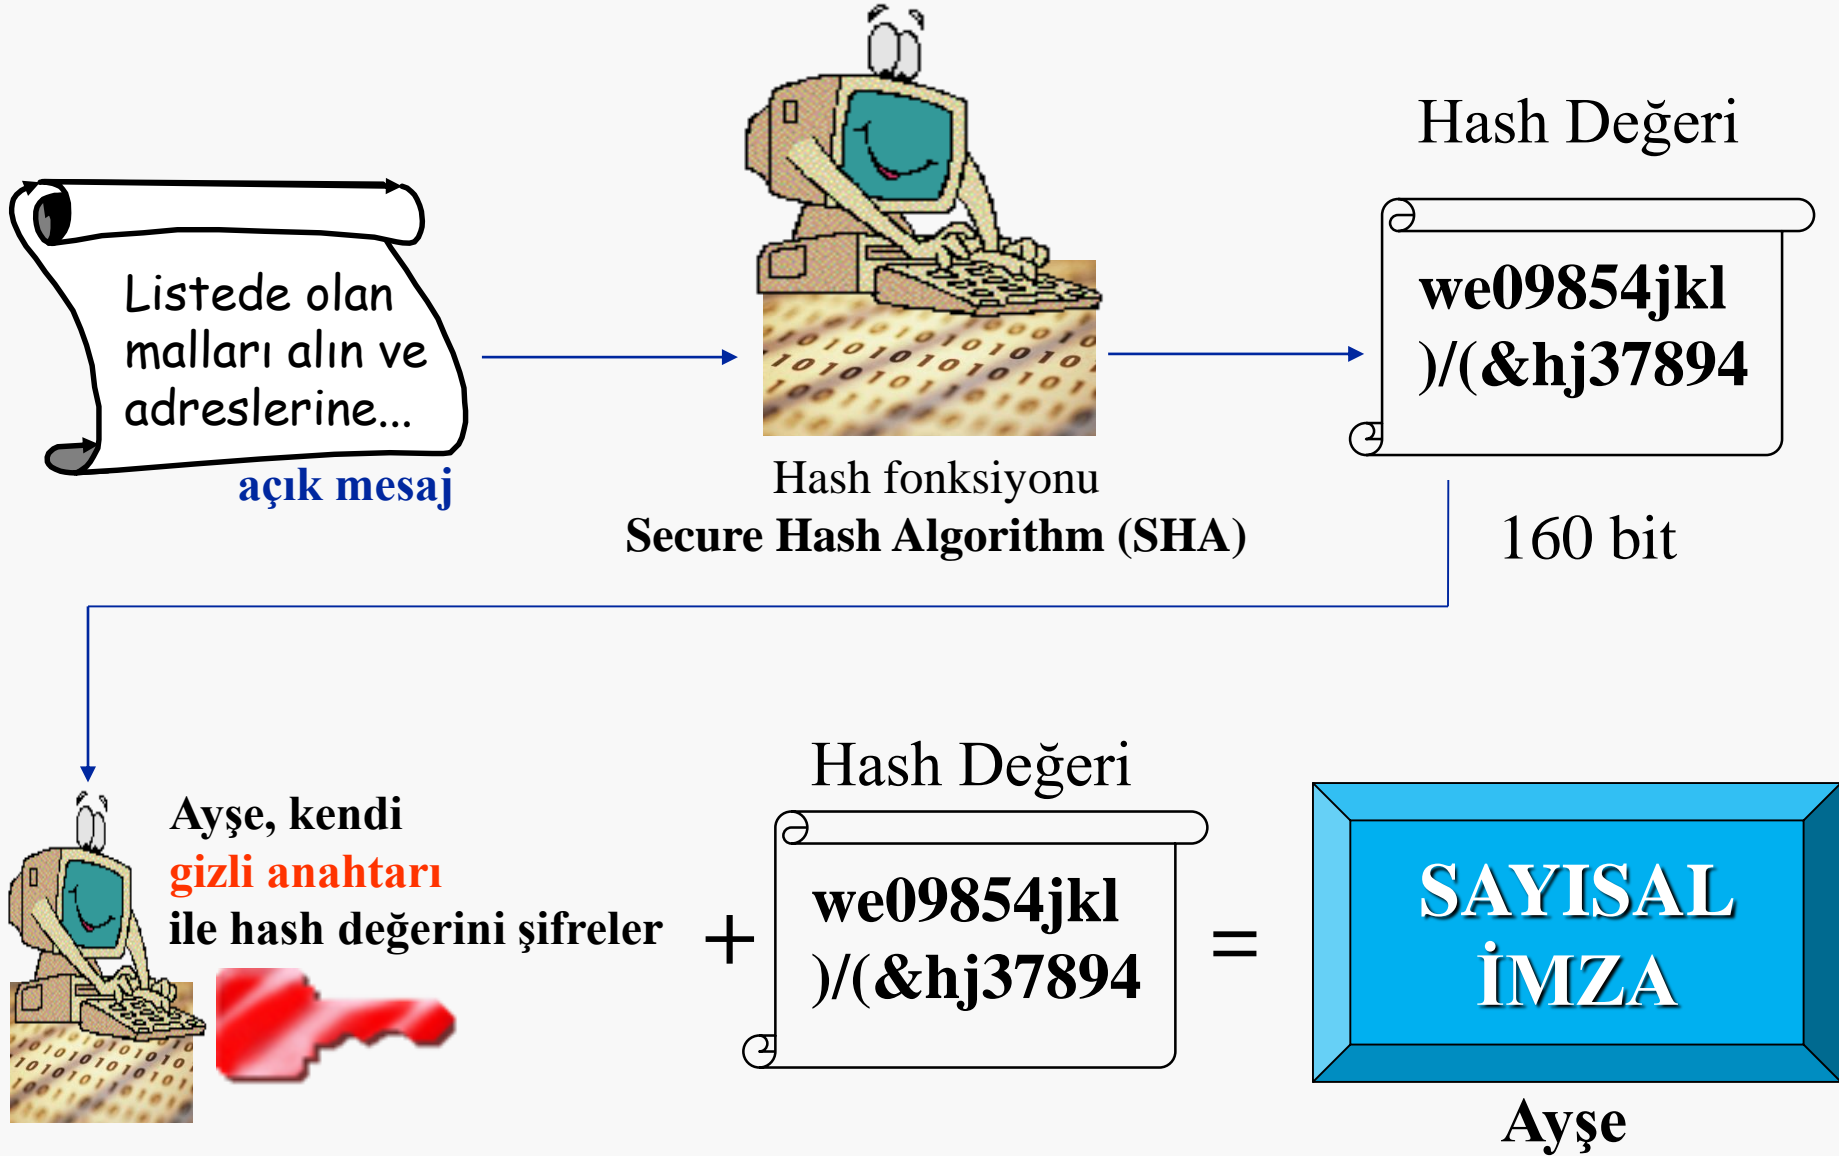 Hash Değeri
Listede olan
malları alın ve
adreslerine...
açık mesaj
we09854jkl
)/(&hj37894
Hash fonksiyonu
Secure Hash Algorithm (SHA)
160 bit
Ayşe, kendi
gizli anahtarı
ile hash değerini şifreler
+
Hash Değeri
we09854jkl
)/(&hj37894
=
SAYISAL
İMZA
Ayşe